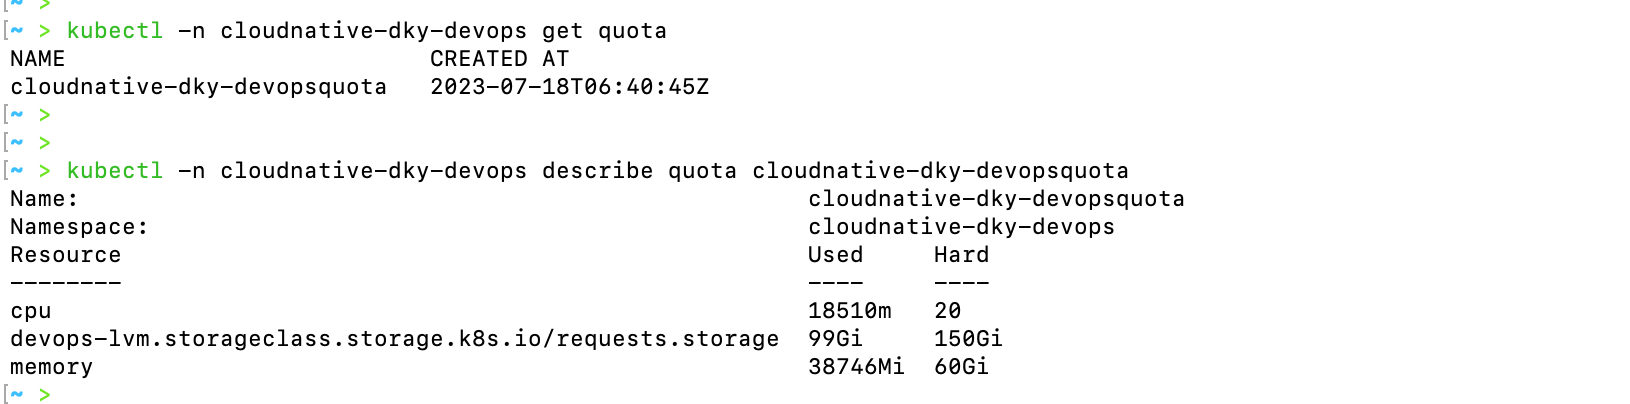 [~ >
[~ > kubectl -n cloudnative-dky-devops get quota
NAME                          CREATED AT
cloudnative-dky-devopsquota   2023-07-18T06:40:45Z
[~ >
[~ >
[~ > kubectl -n cloudnative-dky-devops describe quota cloudnative-dky-devopsquota
Name:                                                    cloudnative-dky-devopsquota
Namespace:                                               cloudnative-dky-devops
Resource                                                 Used     Hard
--------                                                 ----     ----
cpu                                                      18510m   20
devops-lvm.storageclass.storage.k8s.io/requests.storage  99Gi     150Gi
memory                                                   38746Mi  60Gi
[~ >